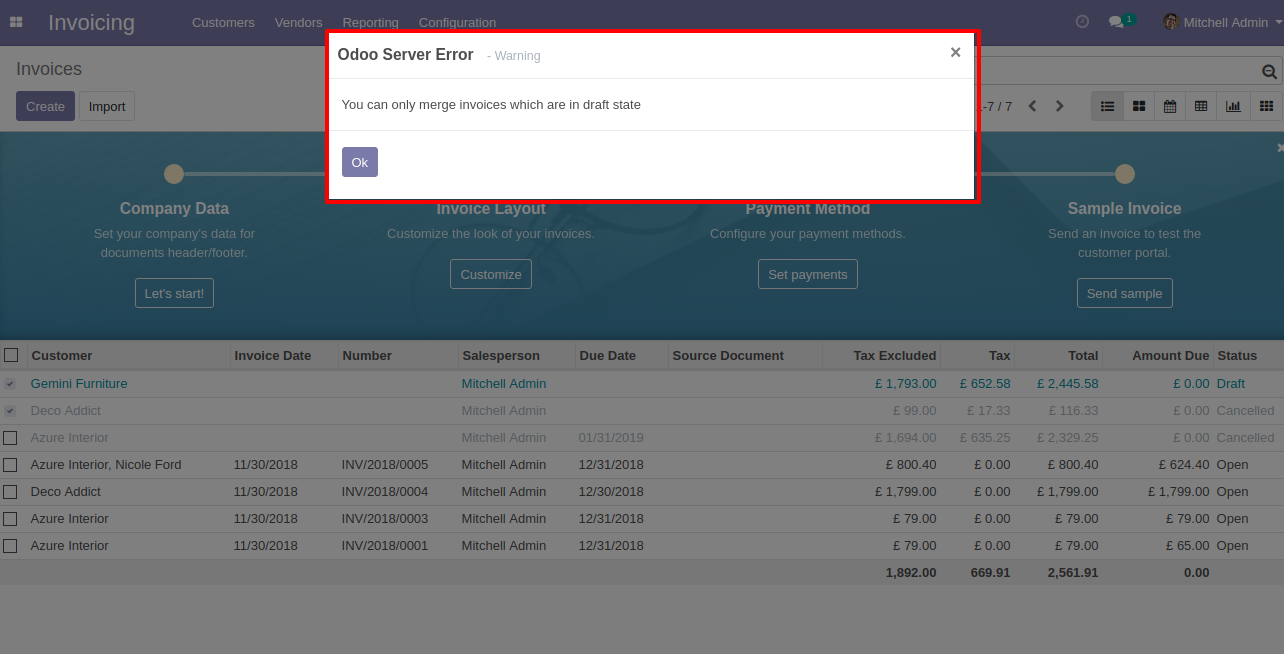 Invoicing Customers Vendors Reporting Configuration 1 Mitchell Admin
Odoo Server Error - Warning ×
Invoices
You can only merge invoices which are in draft state
Create Import
-7 / 7
Ok
Company Data Invoice Layout Payment Method Sample Invoice
Set your company's data for Customize the look of your invoices. Configure your payment methods. Send an invoice to test the
documents header/footer. customer portal.
Customize Set payments
Let's start! Send sample
Customer Invoice Date Number Salesperson Due Date Source Document Tax Excluded Tax Total Amount Due Status
Gemini Furniture Mitchell Admin £ 1,793.00 £ 652.58 £ 2,445.58 £ 0.00 Draft
Deco Addict Mitchell Admin £ 99.00 £ 17.33 £ 116.33 £ 0.00 Cancelled
Azure Interior Mitchell Admin 01/31/2019 £ 1,694.00 £ 635.25 £ 2,329.25 £ 0.00 Cancelled
Azure Interior, Nicole Ford 11/30/2018 INV/2018/0005 Mitchell Admin 12/31/2018 £ 800.40 £ 0.00 £ 800.40 £ 624.40 Open
Deco Addict 11/30/2018 INV/2018/0004 Mitchell Admin 12/30/2018 £ 1,799.00 £ 0.00 £ 1,799.00 £ 1,799.00 Open
Azure Interior 11/30/2018 INV/2018/0003 Mitchell Admin 12/31/2018 £ 79.00 £ 0.00 £ 79.00 £ 79.00 Open
Azure Interior 11/30/2018 INV/2018/0001 Mitchell Admin 12/31/2018 £ 79.00 £ 0.00 £ 79.00 £ 65.00 Open
1,892.00 669.91 2,561.91 0.00